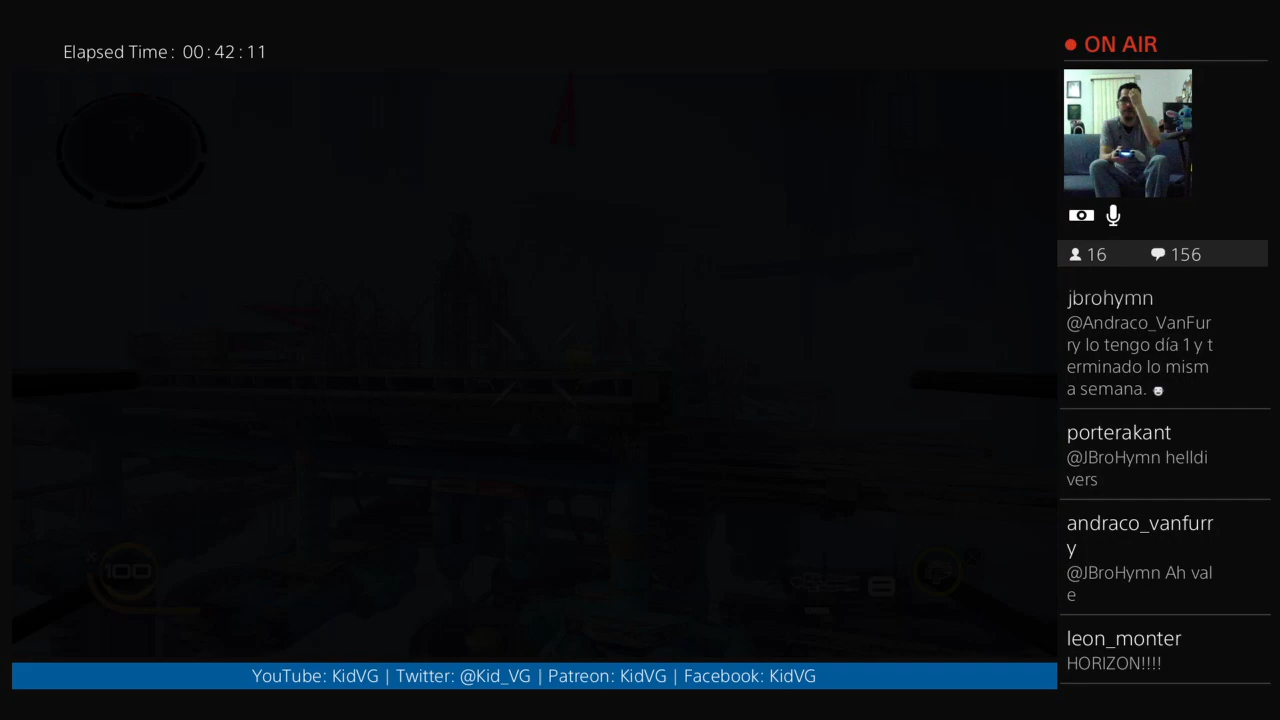 Elapsed Time: 00:42:11
ON AIR
16 156
jbrohymn
@Andraco_VanFur
ry lo tengo día 1 y t
erminado lo mism
a semana.
porterakant
@JBroHymn helldi
vers
andraco_vanfurr
y
@JBroHymn Ah val
e
leon_monter
HORIZON!!!!
100
YouTube: KidVG | Twitter: @Kid_VG | Patreon: KidVG | Facebook: KidVG